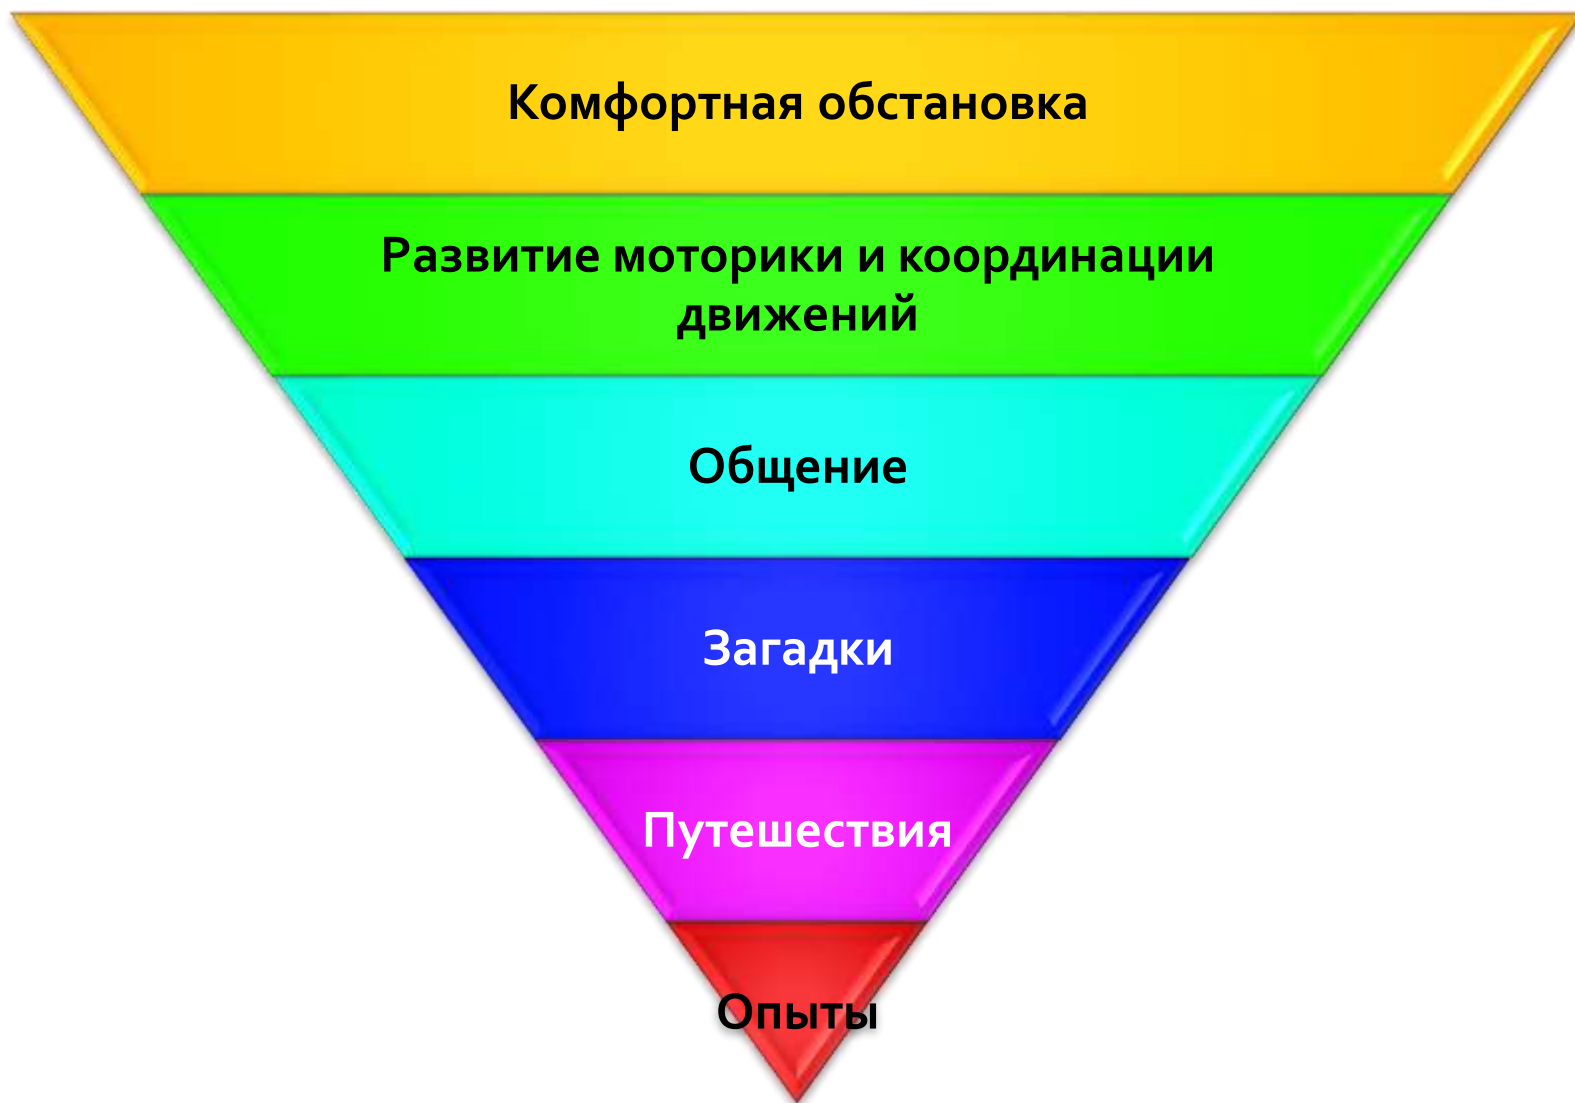 Комфортная обстановка
Развитие моторики и координации
движений
Общение
Загадки
Путешествия
Опыты